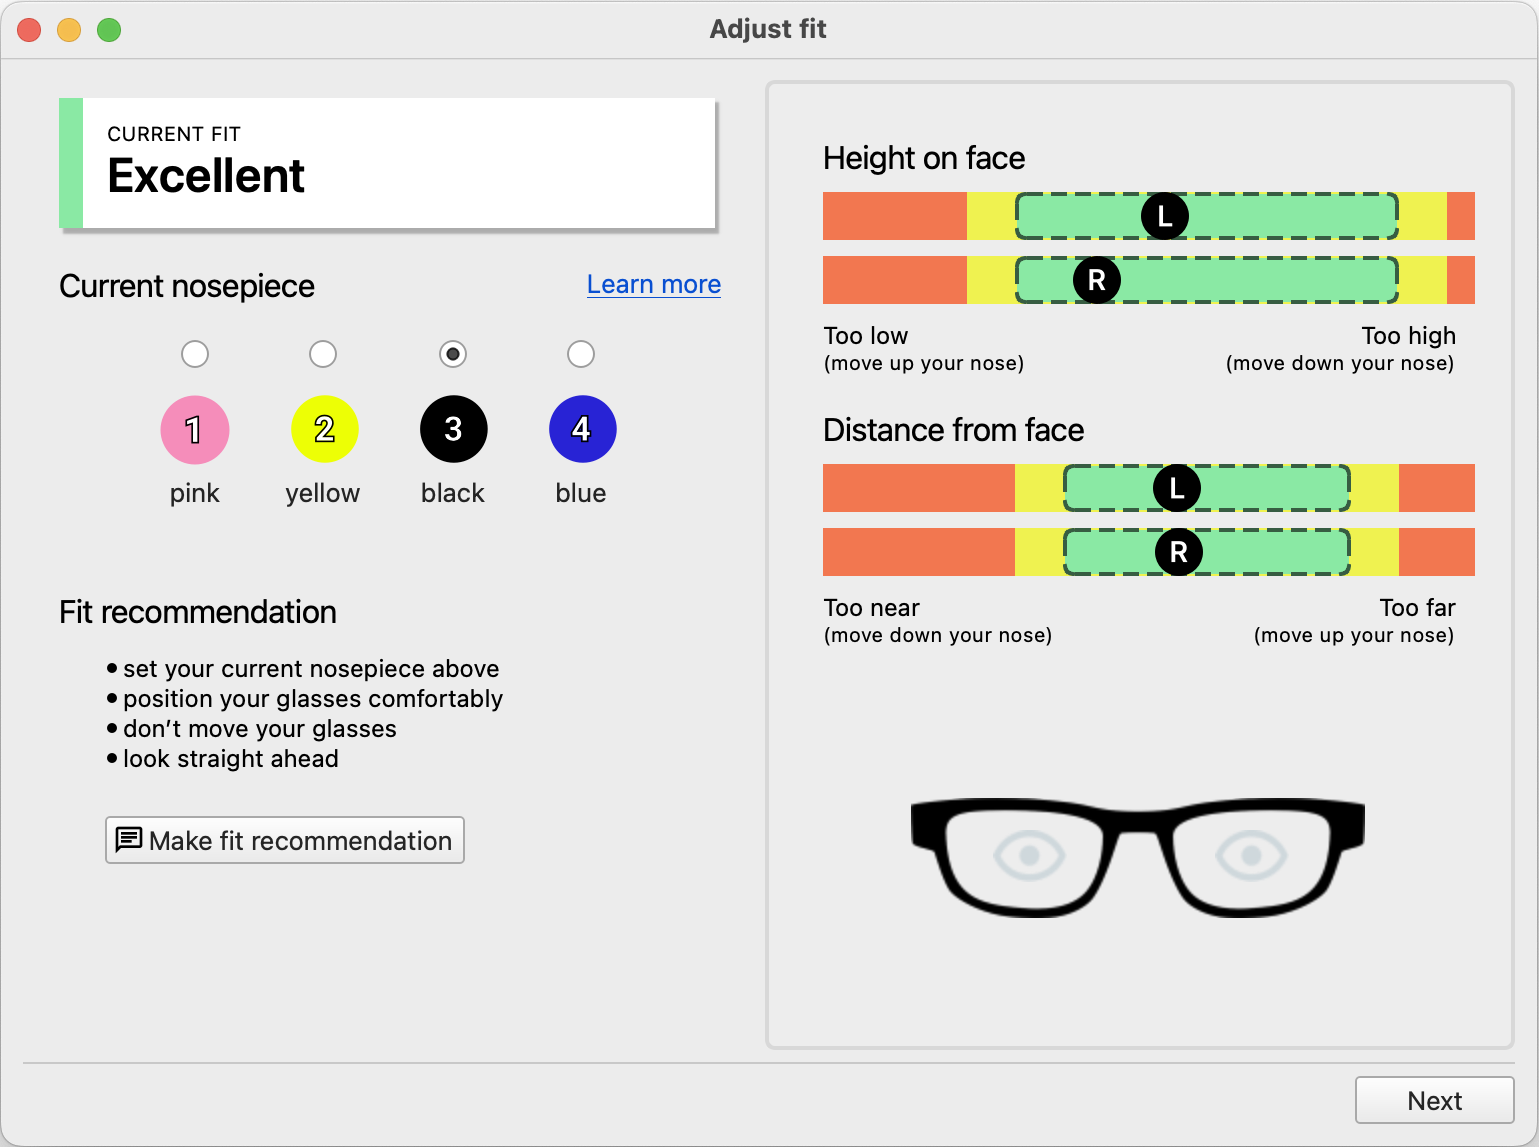 Adjust fit
CURRENT FIT
Excellent
Current nosepiece
Learn more
1 2 3 4
pink yellow black blue
Fit recommendation
• set your current nosepiece above
• position your glasses comfortably
• don’t move your glasses
• look straight ahead
Make fit recommendation
Height on face
L
R
Too low Too high
(move up your nose) (move down your nose)
Distance from face
L
R
Too near Too far
(move down your nose) (move up your nose)
Next